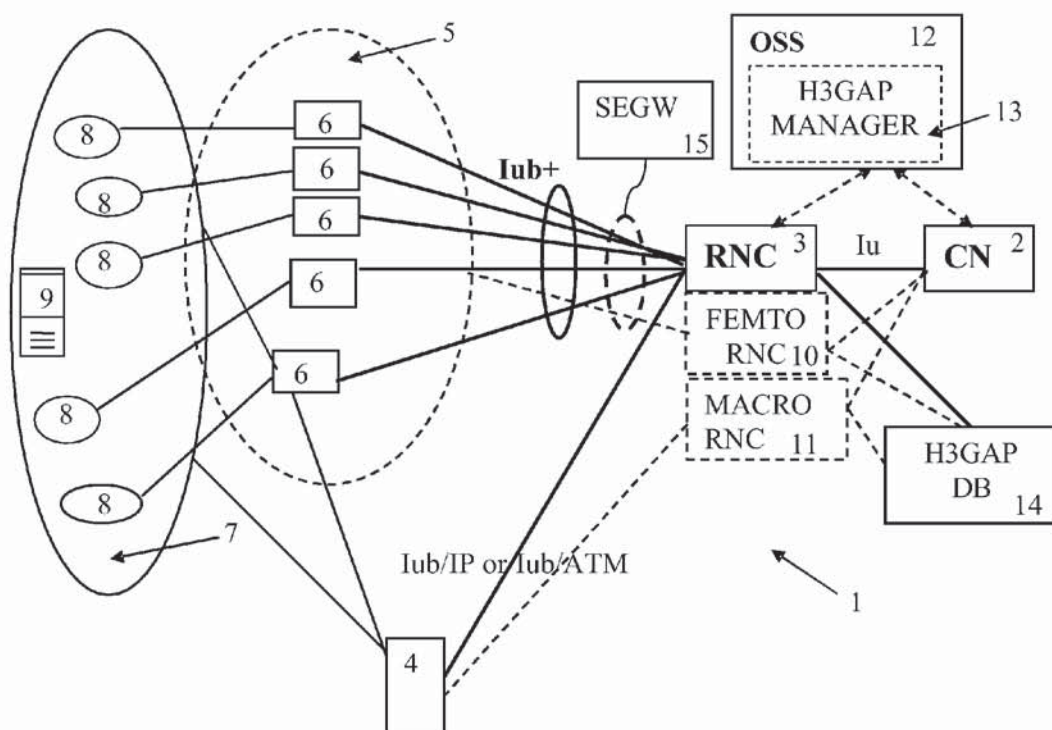 5
OSS 12
H3GAP
MANAGER
13
SEGW
15
8
6
8
6
Iub+
8
6
RNC 3
Iu
CN 2
9
6
FEMTO
RNC 10
8
6
MACRO
RNC 11
H3GAP
DB
14
8
7
Iub/IP or Iub/ATM
1
4